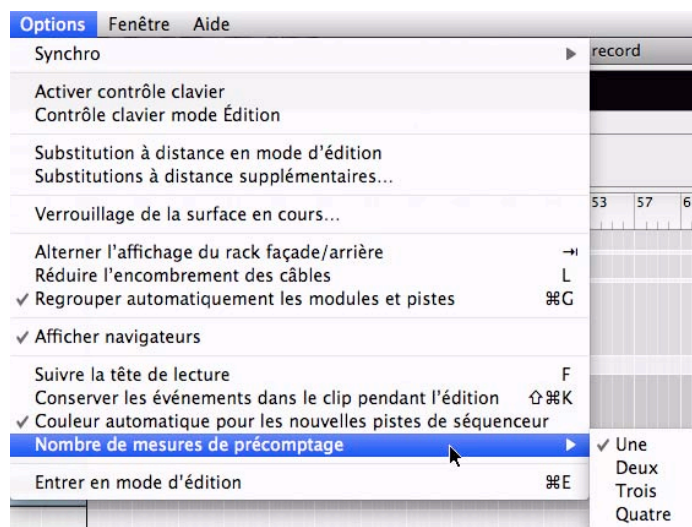 Options Fenêtre Aide
Synchro
record
Activer contrôle clavier
Contrôle clavier mode Édition
Substitution à distance en mode d'édition
Substitutions à distance supplémentaires...
Verrouillage de la surface en cours...
53 57 6
Alterner l'affichage du rack façade/arrière ⇥
Réduire l'encombrement des câbles L
✓ Regrouper automatiquement les modules et pistes ⌘G
✓ Afficher navigateurs
Suivre la tête de lecture F
Conserver les événements dans le clip pendant l'édition ⇧⌘K
✓ Couleur automatique pour les nouvelles pistes de séquenceur
Nombre de mesures de précomptage
✓ Une
Deux
Trois
Quatre
Entrer en mode d'édition ⌘E